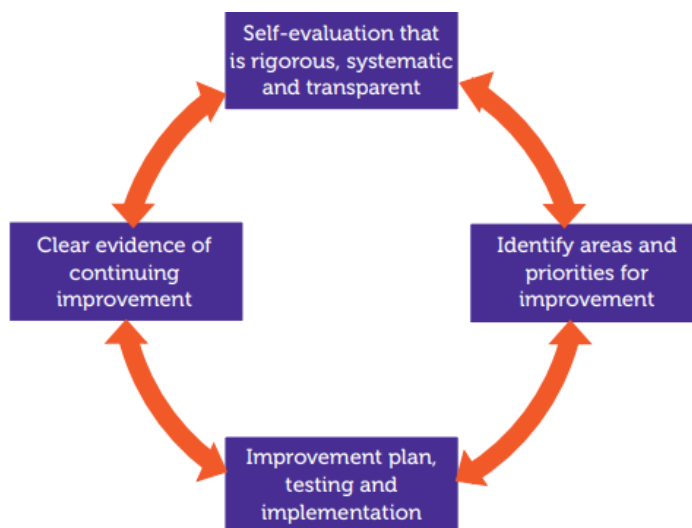 Self-evaluation that
is rigorous, systematic
and transparent
Clear evidence of
continuing
improvement
Identify areas and
priorities for
improvement
Improvement plan,
testing and
implementation